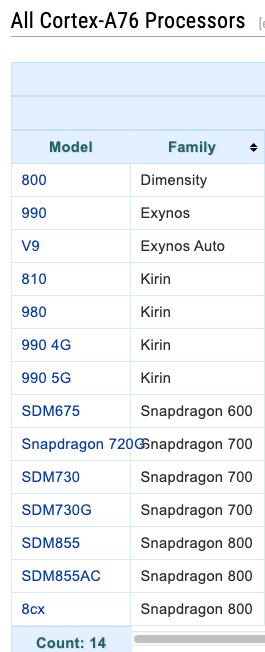 All Cortex-A76 Processors [e
Model Family
800 Dimensity
990 Exynos
V9 Exynos Auto
810 Kirin
980 Kirin
990 4G Kirin
990 5G Kirin
SDM675 Snapdragon 600
Snapdragon 720G Snapdragon 700
SDM730 Snapdragon 700
SDM730G Snapdragon 700
SDM855 Snapdragon 800
SDM855AC Snapdragon 800
8cx Snapdragon 800
Count: 14